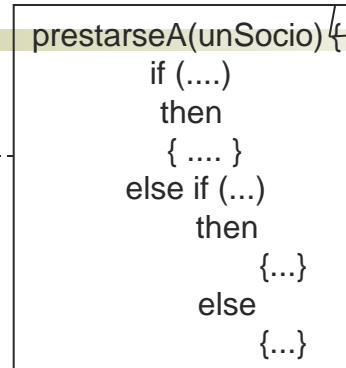 prestarseA(unSocio) {
if (....)
then
{ .... }
else if (...)
then
{...}
else
{...}